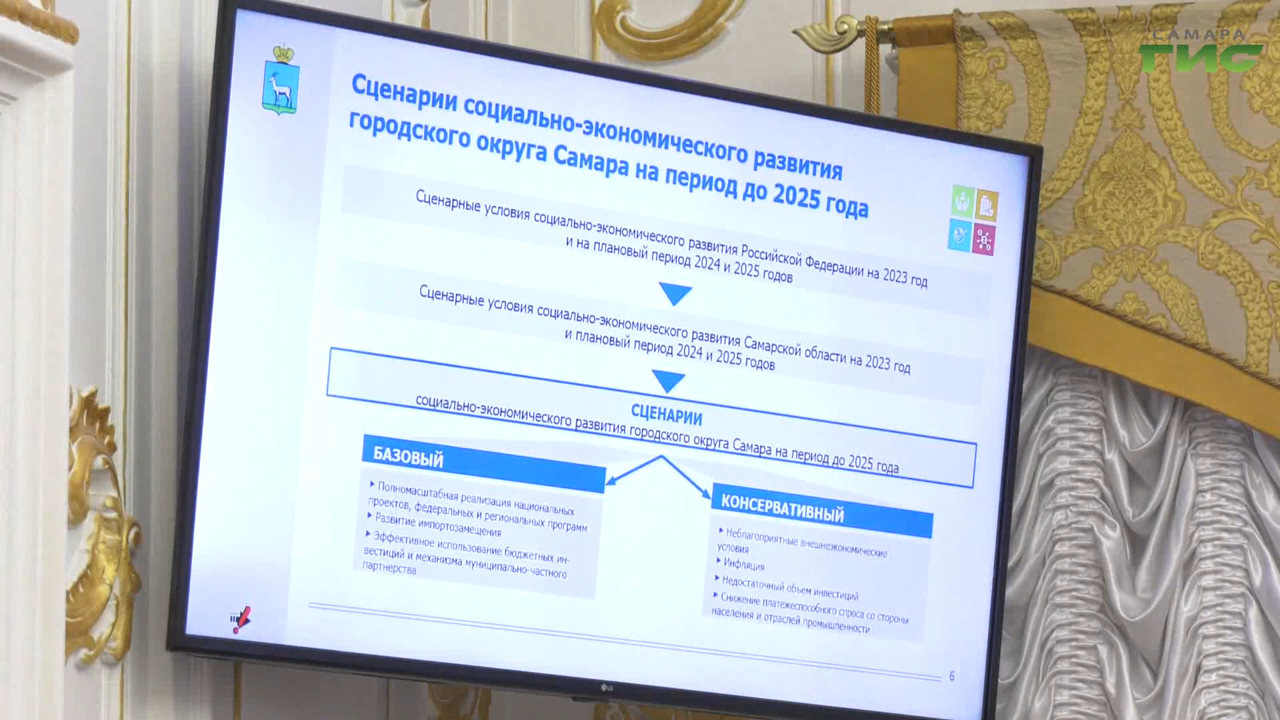 САМАРА
ГИС
Сценарии социально-экономического развития
городского округа Самара на период до 2025 года
Сценарные условия социально-экономического развития Российской Федерации на 2023 год
и на плановый период 2024 и 2025 годов
Сценарные условия социально-экономического развития Самарской области на 2023 год
и плановый период 2024 и 2025 годов
СЦЕНАРИИ
социально-экономического развития городского округа Самара на период до 2025 года
БАЗОВЫЙ
Полномасштабная реализация национальных
проектов, федеральных и региональных программ
Развитие импортозамещения
Эффективное использование бюджетных ин-
вестиций и механизма муниципально-частного
партнерства
КОНСЕРВАТИВНЫЙ
Неблагоприятные внешнеэкономические
условия
Инфляция
Недостаточный объем инвестиций
Снижение платежеспособного спроса со стороны
населения и отраслей промышленности
6
LG